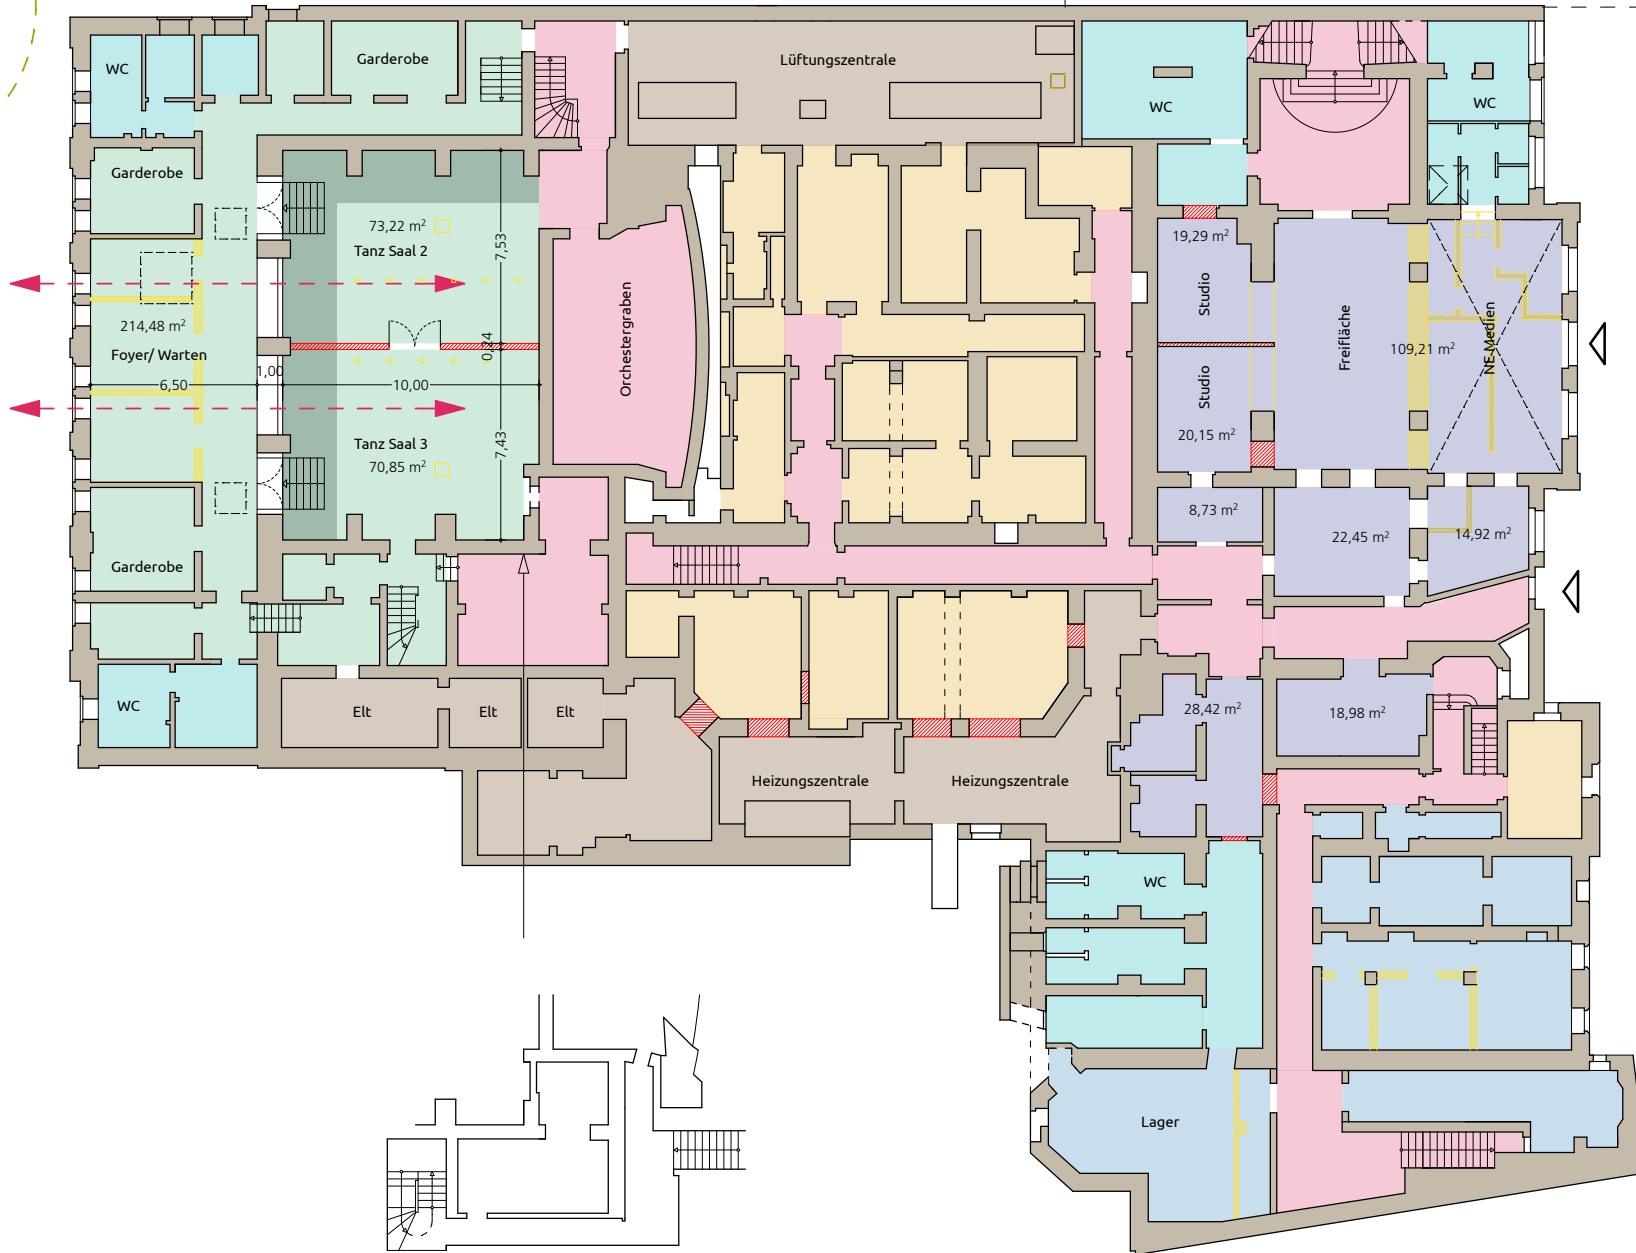 WC
Garderobe
Lüftungszentrale
WC
WC
Garderobe
73,22 m²
Tanz Saal 2
7,53
19,29 m²
Studio
Orchestergraben
Freifläche
NE-Medien
214,48 m²
Foyer/ Warten
0,24
109,21 m²
1,00
6,50
10,00
Studio
Tanz Saal 3
70,85 m²
7,43
20,15 m²
8,73 m²
22,45 m²
14,92 m²
Garderobe
WC
Elt
Elt
Elt
28,42 m²
18,98 m²
Heizungszentrale
Heizungszentrale
WC
Lager